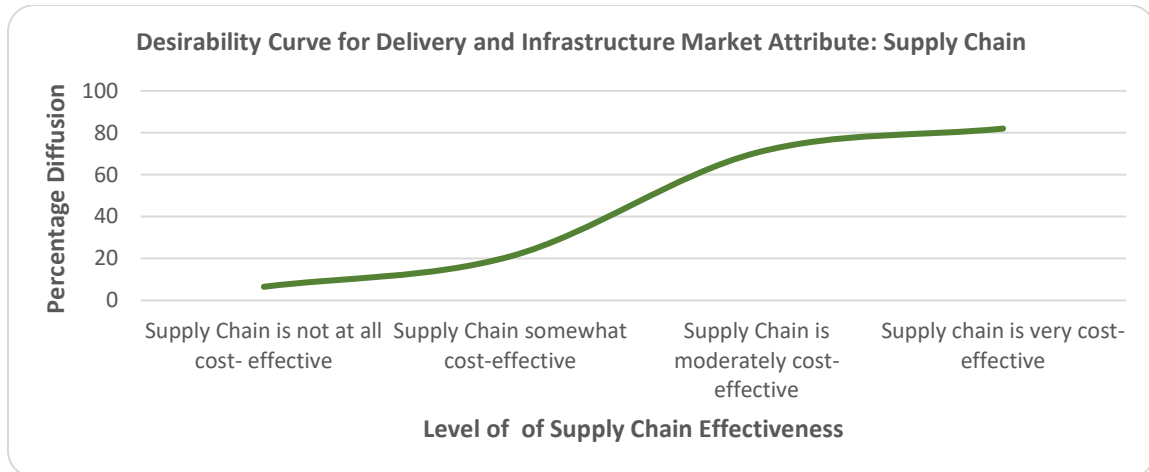 Desirability Curve for Delivery and Infrastructure Market Attribute: Supply Chain
Percentage Diffusion
100
80
60
40
20
0
Supply Chain is not at all
cost- effective
Supply Chain somewhat
cost-effective
Supply Chain is
moderately cost-
effective
Supply chain is very cost-
effective
Level of  of Supply Chain Effectiveness